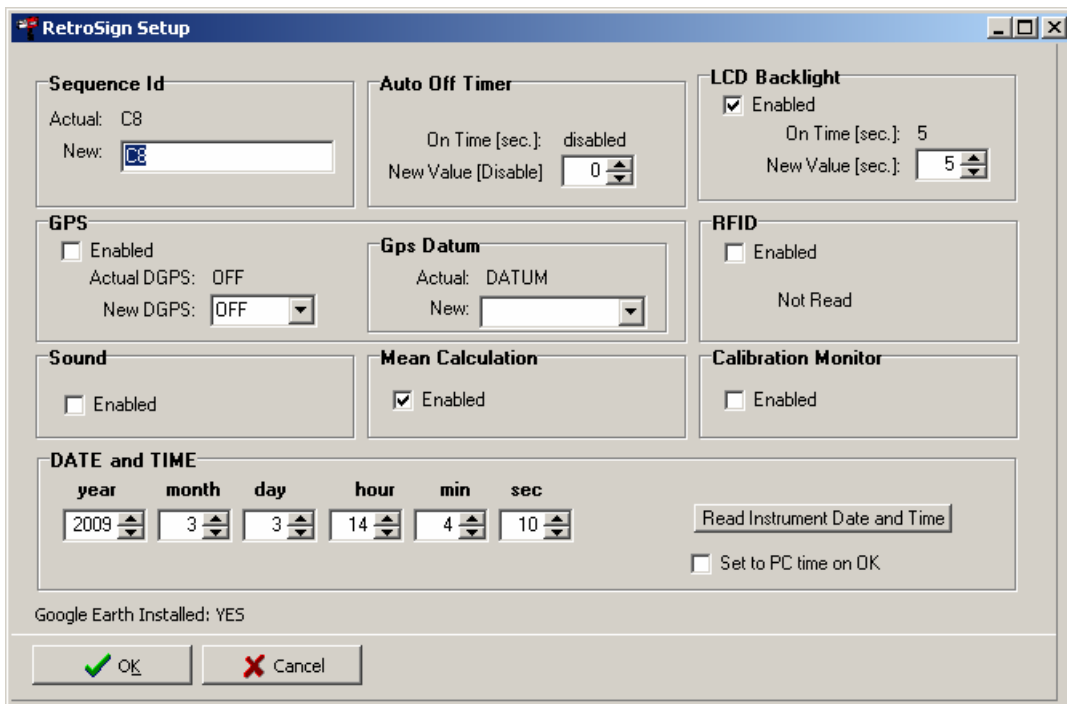 RetroSign Setup
Sequence Id
Actual: C8
New: C8
Auto Off Timer
On Time [sec.]: disabled
New Value [Disable] 0
LCD Backlight
Enabled
On Time [sec.]: 5
New Value [sec.]: 5
GPS
Enabled
Actual DGPS: OFF
New DGPS: OFF
Gps Datum
Actual: DATUM
New:
RFID
Enabled
Not Read
Sound
Enabled
Mean Calculation
Enabled
Calibration Monitor
Enabled
DATE and TIME
year month day hour min sec
2009 3 3 14 4 10
Read Instrument Date and Time
Set to PC time on OK
Google Earth Installed: YES
OK
Cancel